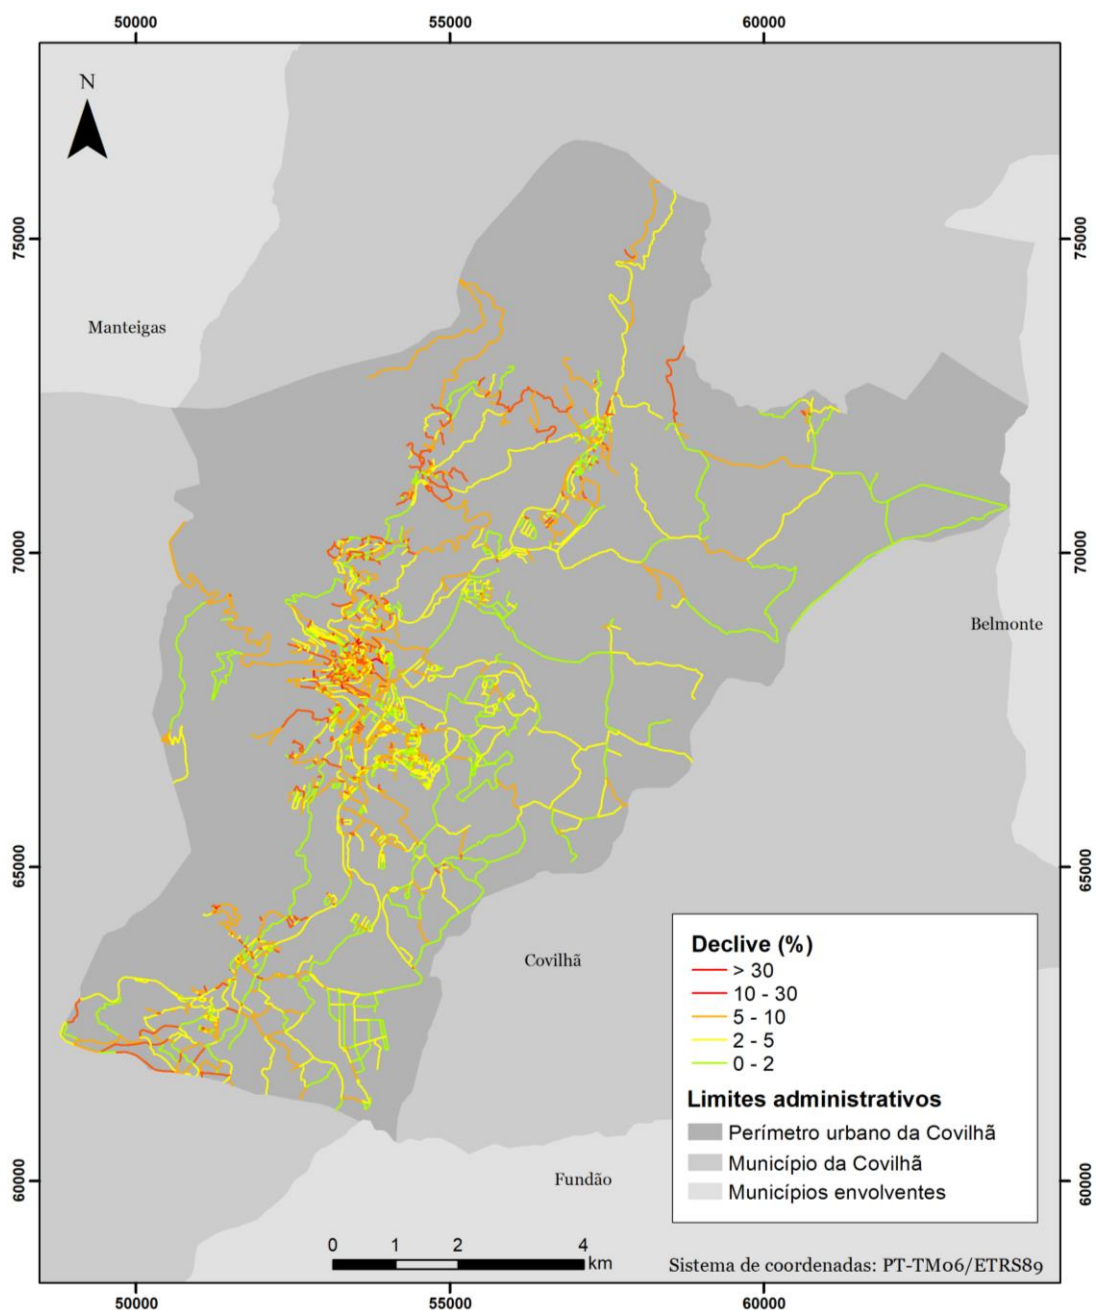 50000 55000 60000
N
75000 75000
Manteigas
70000 70000
Belmonte
65000 65000
Covilhã
Declive (%)
> 30
10 - 30
5 - 10
2 - 5
0 - 2
Limites administrativos
Perímetro urbano da Covilhã
Município da Covilhã
Municípios envolventes
60000 60000
Fundão
0 1 2 4
km
Sistema de coordenadas: PT-TM06/ETRS89
50000 55000 60000